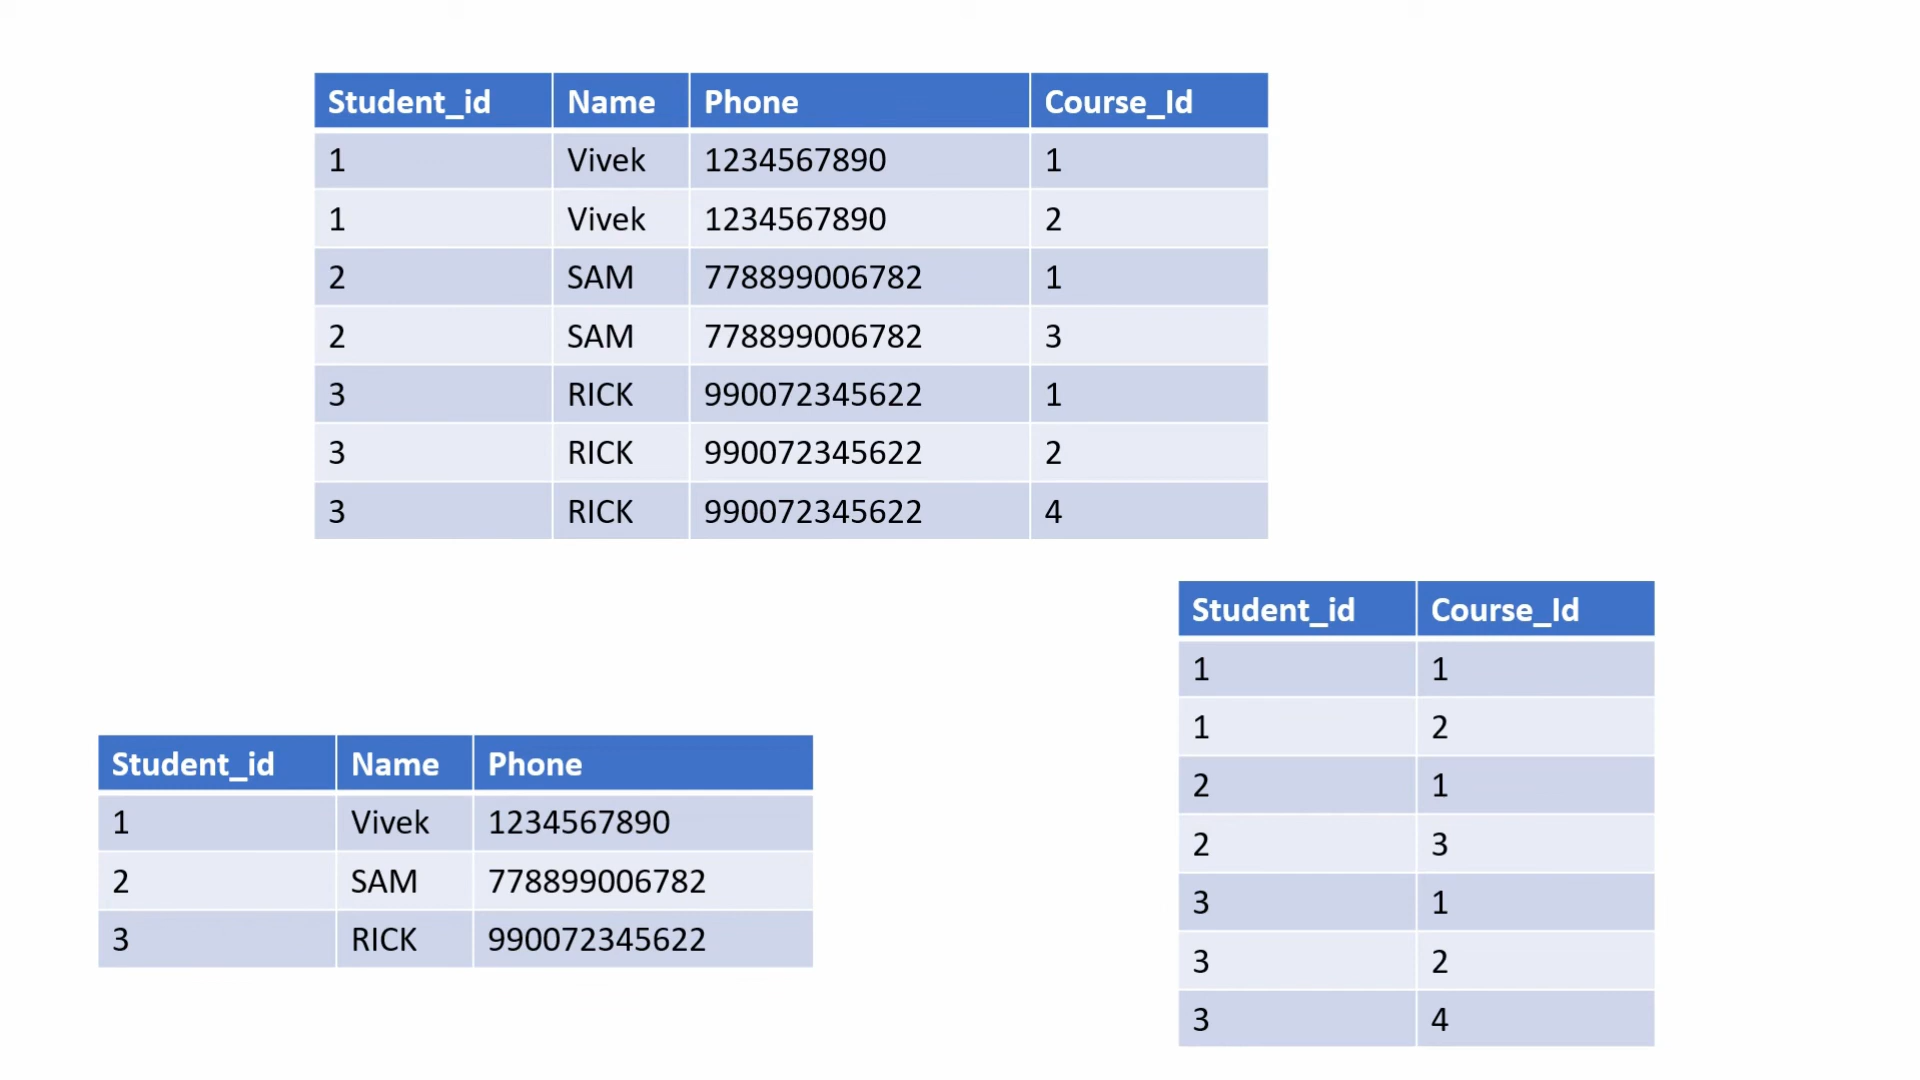 Student_id Name Phone Course_Id
1 Vivek 1234567890 1
1 Vivek 1234567890 2
2 SAM 778899006782 1
2 SAM 778899006782 3
3 RICK 990072345622 1
3 RICK 990072345622 2
3 RICK 990072345622 4
Student_id Name Phone
1 Vivek 1234567890
2 SAM 778899006782
3 RICK 990072345622
Student_id Course_Id
1 1
1 2
2 1
2 3
3 1
3 2
3 4